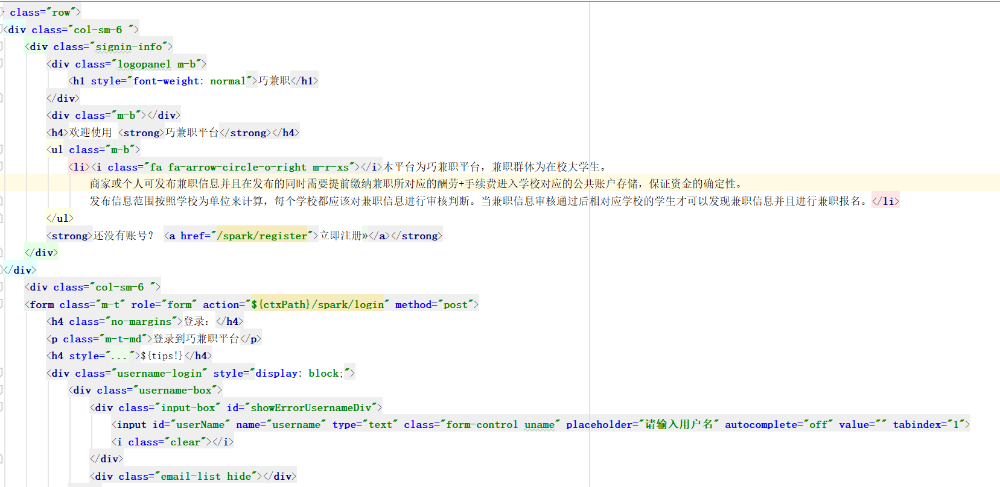 class="row">
<div class="col-sm-6 ">
<div class="signin-info">
<div class="logopanel m-b">
<h1 style="font-weight: normal">巧兼职</h1>
</div>
<div class="m-b"></div>
<h4>欢迎使用 <strong>巧兼职平台</strong></h4>
<ul class="m-b">
<li><i class="fa fa-arrow-circle-o-right m-r-xs"></i>本平台为巧兼职平台，兼职群体为在校大学生。
商家或个人可发布兼职信息并且在发布的同时需要提前缴纳兼职所对应的酬劳+手续费进入学校对应的公共账户存储，保证资金的确定性。
发布信息范围按照学校为单位来计算，每个学校都应该对兼职信息进行审核判断。当兼职信息审核通过后相对应学校的学生才可以发现兼职信息并且进行兼职报名。</li>
</ul>
<strong>还没有账号？ <a href="/spark/register">立即注册»</a></strong>
</div>
</div>
<div class="col-sm-6 ">
<form class="m-t" role="form" action="${ctxPath}/spark/login" method="post">
<h4 class="no-margins">登录：</h4>
<p class="m-t-md">登录到巧兼职平台</p>
<h4 style="...">${tips!}</h4>
<div class="username-login" style="display: block;">
<div class="username-box">
<div class="input-box" id="showErrorUsernameDiv">
<input id="userName" name="username" type="text" class="form-control uname" placeholder="请输入用户名" autocomplete="off" value="" tabindex="1">
<i class="clear"></i>
</div>
<div class="email-list hide"></div>